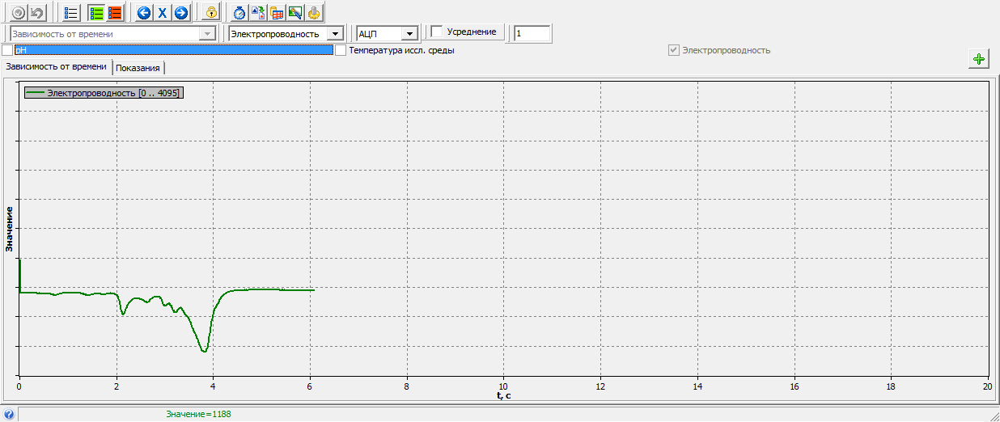 Зависимость от времени Электропроводность АЦП Усреднение 1
pH Температура иссл. среды Электропроводность
Зависимость от времени Показания
Электропроводность [0 .. 4095]
Значение
0 2 4 6 8 10 12 14 16 18 20
t, c
Значение=1188